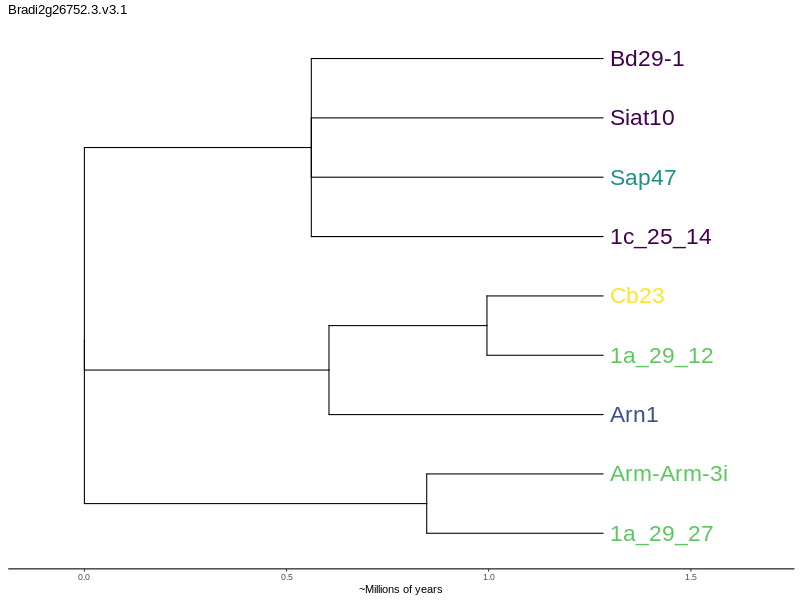 Bradi2g26752.3.v3.1
Bd29-1
Siat10
Sap47
1c_25_14
Cb23
1a_29_12
Arn1
Arm-Arm-3i
1a_29_27
0.0 0.5 1.0 1.5
~Millions of years